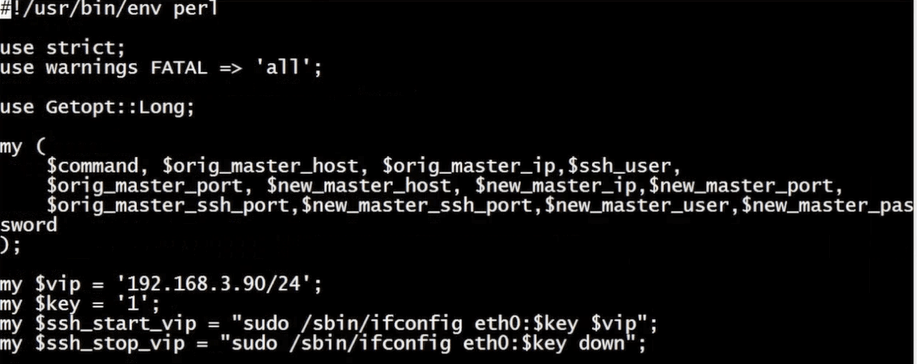 #!/usr/bin/env perl
use strict;
use warnings FATAL => 'all';
use Getopt::Long;
my (
$command, $orig_master_host, $orig_master_ip,$ssh_user,
$orig_master_port, $new_master_host, $new_master_ip,$new_master_port,
$orig_master_ssh_port,$new_master_ssh_port,$new_master_user,$new_master_pas
sword
);
my $vip = '192.168.3.90/24';
my $key = '1';
my $ssh_start_vip = "sudo /sbin/ifconfig eth0:$key $vip";
my $ssh_stop_vip = "sudo /sbin/ifconfig eth0:$key down";